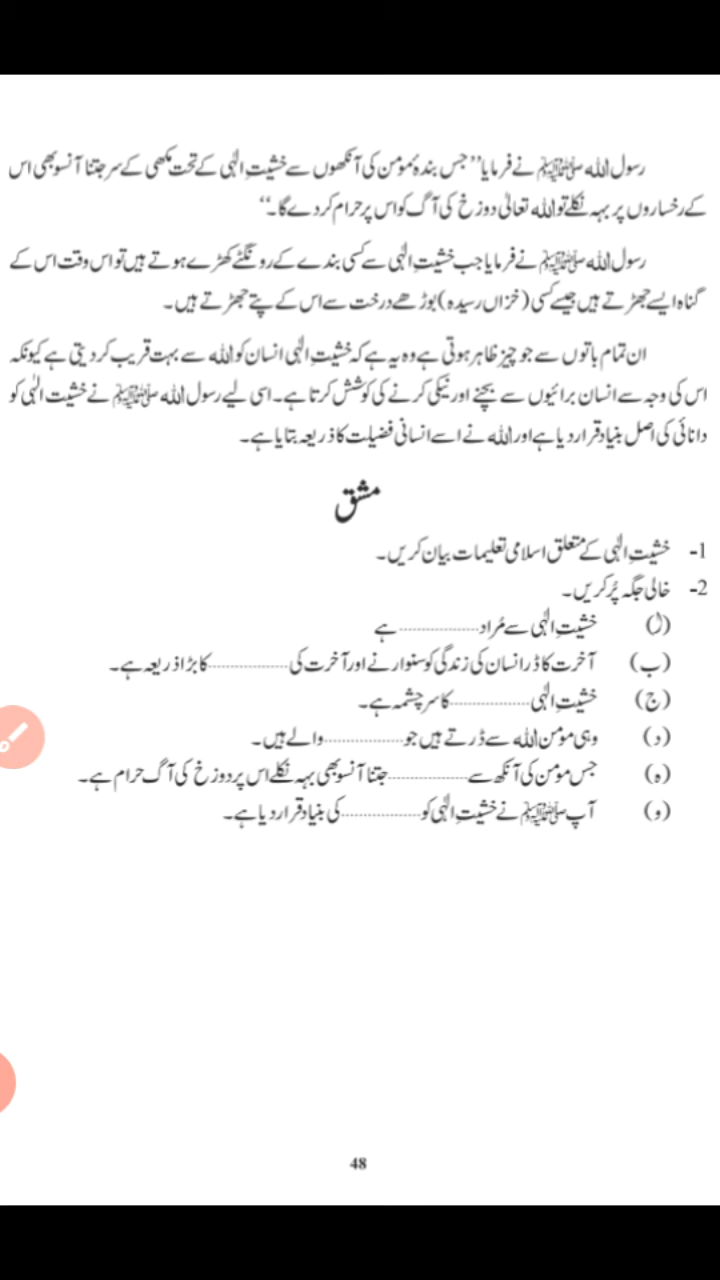 رسول اللہ ﷺ نے فرمایا ’’جس بندۂ مومن کی آنکھوں سے خشیتِ الٰہی کے تحت مکھی کے سر جتنا آنسو بھی اس
کے رخساروں پر بہہ نکلے تو اللہ تعالیٰ دوزخ کی آگ کو اس پر حرام کر دے گا۔‘‘
رسول اللہ ﷺ نے فرمایا جب خشیتِ الٰہی سے کسی بندے کے رونگٹے کھڑے ہوتے ہیں تو اس وقت اس کے
گناہ ایسے جھڑتے ہیں جیسے کسی (خزاں رسیدہ) بوڑھے درخت سے اس کے پتے جھڑتے ہیں۔
ان تمام باتوں سے جو چیز ظاہر ہوتی ہے وہ یہ ہے کہ خشیتِ الٰہی انسان کو اللہ سے بہت قریب کر دیتی ہے کیونکہ
اس کی وجہ سے انسان برائیوں سے بچنے اور نیکی کرنے کی کوشش کرتا ہے۔ اسی لیے رسول اللہ ﷺ نے خشیت الٰہی کو
دانائی کی اصل بنیاد قرار دیا ہے اور اللہ نے اسے انسانی فضیلت کا ذریعہ بتایا ہے۔
مشق
1- خشیتِ الٰہی کے متعلق اسلامی تعلیمات بیان کریں۔
2- خالی جگہ پُر کریں۔
(ا) خشیتِ الٰہی سے مُراد .................... ہے
(ب) آخرت کا ڈر انسان کی زندگی کو سنوارنے اور آخرت کی .................... کا بڑا ذریعہ ہے۔
(ج) خشیتِ الٰہی .................... کا سرچشمہ ہے۔
(د) وہی مومن اللہ سے ڈرتے ہیں جو .................... والے ہیں۔
(ہ) جس مومن کی آنکھ سے .................... جتنا آنسو بھی بہہ نکلے اس پر دوزخ کی آگ حرام ہے۔
(و) آپ ﷺ نے خشیتِ الٰہی کو .................... کی بنیاد قرار دیا ہے۔
48